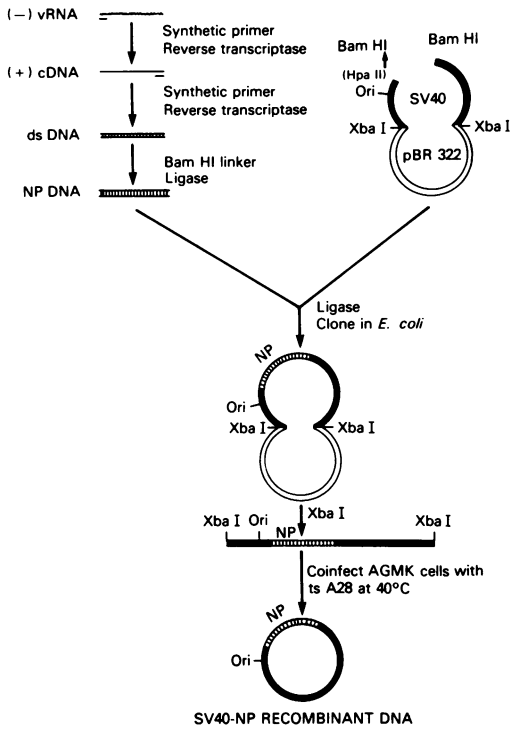 (−) vRNA
Synthetic primer
Reverse transcriptase
(+) cDNA
Synthetic primer
Reverse transcriptase
ds DNA
Bam HI linker
Ligase
NP DNA
Bam HI
Bam HI
(Hpa II)
Ori
SV40
Xba I
Xba I
pBR 322
Ligase
Clone in E. coli
NP
Ori
Xba I
Xba I
Xba I
Xba I
Ori
NP
Xba I
Coinfect AGMK cells with
ts A28 at 40°C
NP
Ori
SV40-NP RECOMBINANT DNA